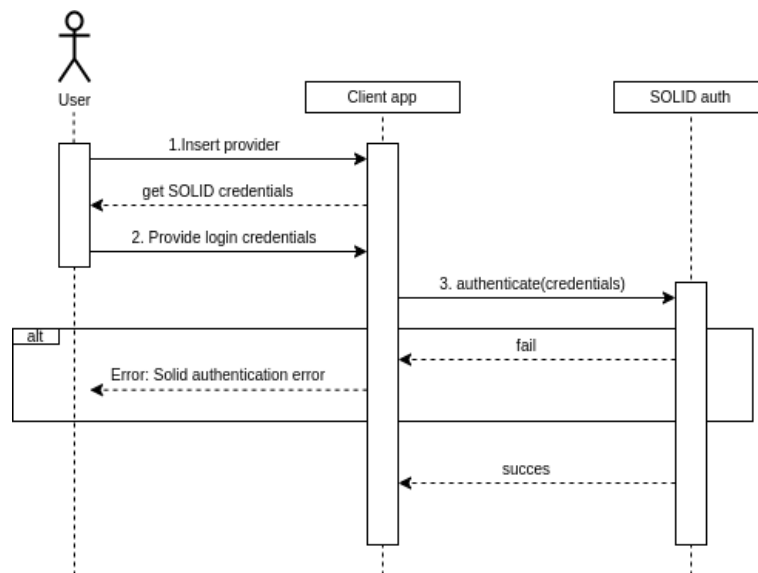 User
Client app
SOLID auth
1.Insert provider
get SOLID credentials
2. Provide login credentials
3. authenticate(credentials)
alt
fail
Error: Solid authentication error
succes